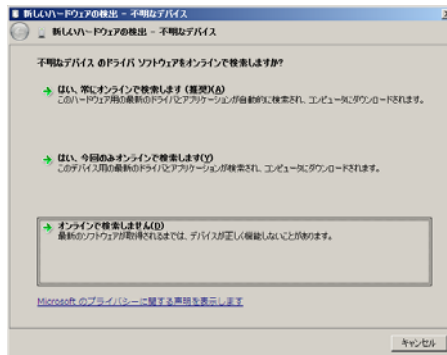 新しいハードウェアの検出 - 不明なデバイス
新しいハードウェアの検出 - 不明なデバイス
不明なデバイス のドライバ ソフトウェアをオンラインで検索しますか?
はい、常にオンラインで検索します (推奨)(A)
このハードウェア用の最新のドライバとアプリケーションが自動的に検索され、コンピュータにダウンロードされます。
はい、今回のみオンラインで検索します(Y)
このデバイス用の最新のドライバとアプリケーションが検索され、コンピュータにダウンロードされます。
オンラインで検索しません(D)
最新のソフトウェアが取得されるまでは、デバイスが正しく機能しないことがあります。
Microsoft のプライバシーに関する声明を表示します
キャンセル